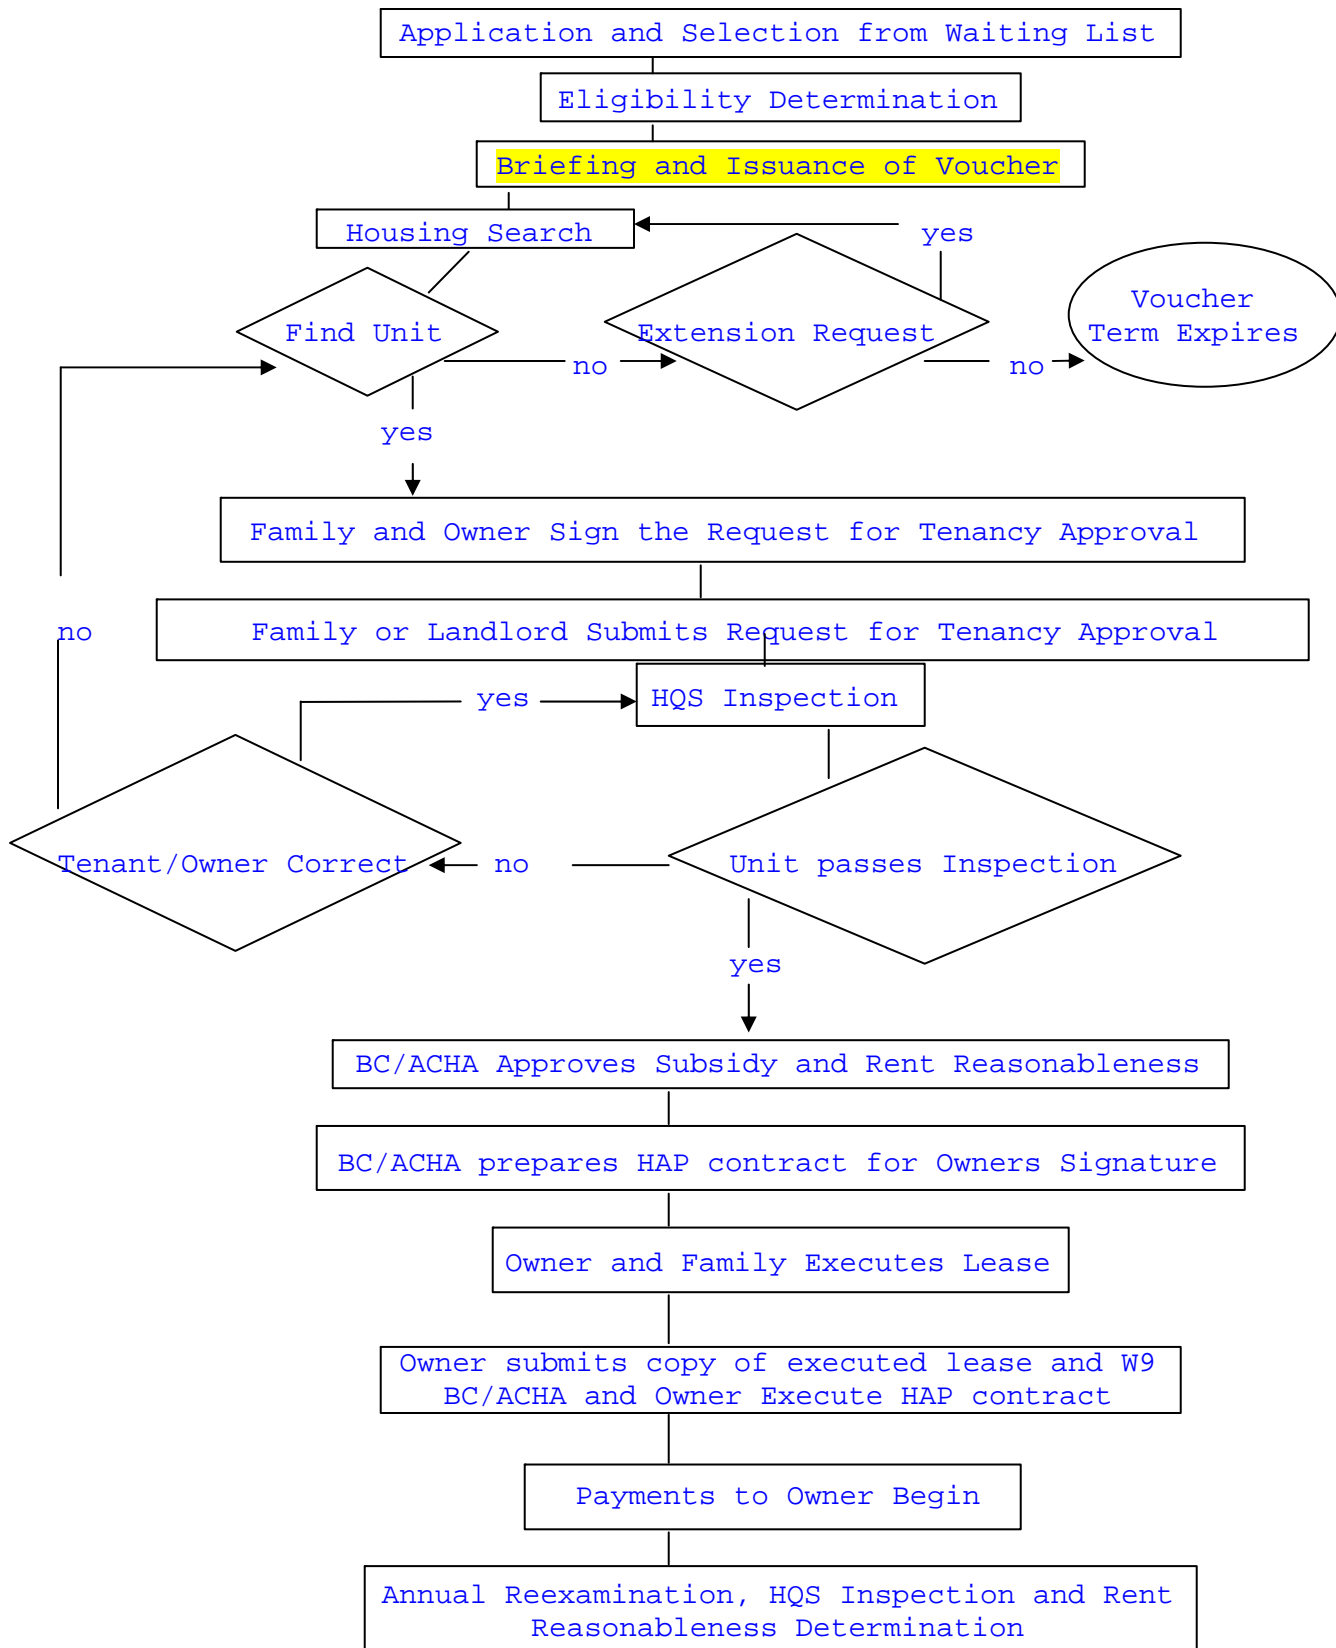 Application and Selection from Waiting List
Eligibility Determination
Briefing and Issuance of Voucher
Housing Search
yes
Voucher
Term Expires
Find Unit
Extension Request
no
no
yes
Family and Owner Sign the Request for Tenancy Approval
no
Family or Landlord Submits Request for Tenancy Approval
yes
HQS Inspection
Tenant/Owner Correct
no
Unit passes Inspection
yes
BC/ACHA Approves Subsidy and Rent Reasonableness
BC/ACHA prepares HAP contract for Owners Signature
Owner and Family Executes Lease
Owner submits copy of executed lease and W9
BC/ACHA and Owner Execute HAP contract
Payments to Owner Begin
Annual Reexamination, HQS Inspection and Rent
Reasonableness Determination